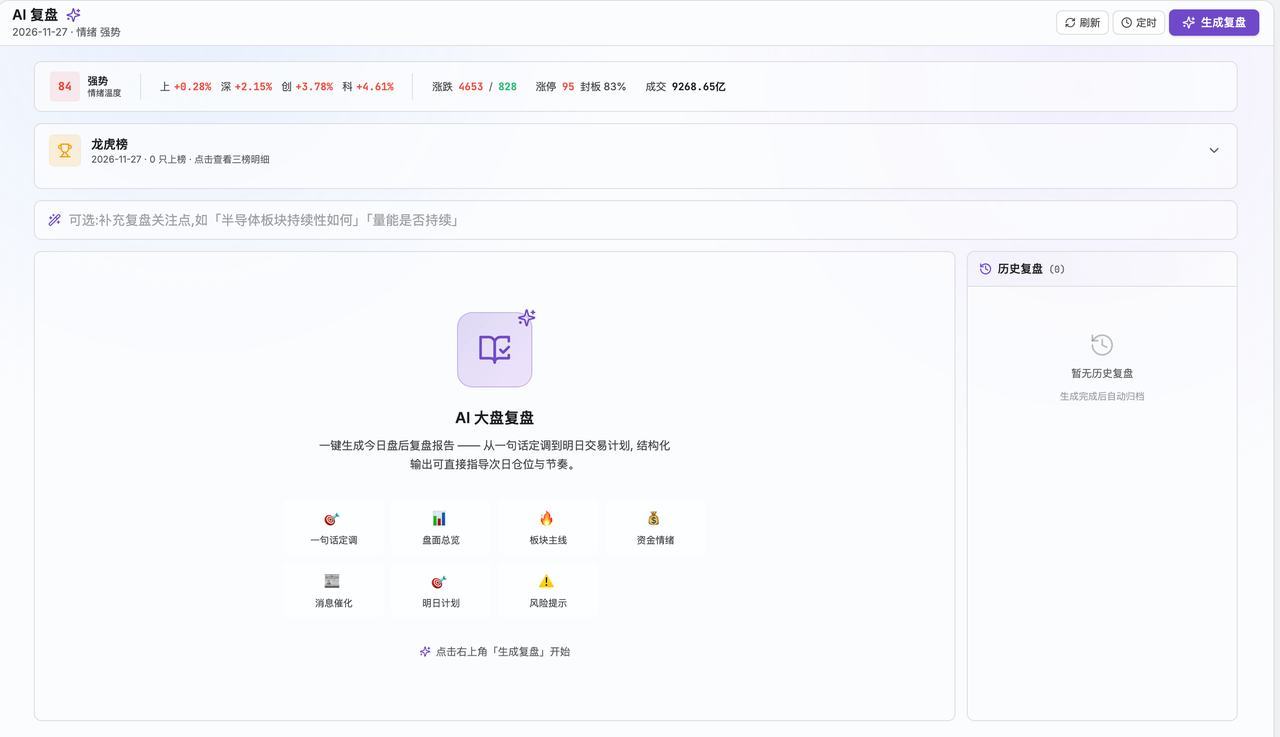 AI 复盘
2026-11-27 · 情绪 强势
刷新
定时
生成复盘
84
强势
情绪温度
上 +0.28% 深 +2.15% 创 +3.78% 科 +4.61%
涨跌 4653 / 828 涨停 95 封板 83% 成交 9268.65亿
龙虎榜
2026-11-27 · 0 只上榜 · 点击查看三榜明细
可选:补充复盘关注点,如「半导体板块持续性如何」「量能是否持续」
AI 大盘复盘
一键生成今日盘后复盘报告 —— 从一句话定调到明日交易计划, 结构化
输出可直接指导次日仓位与节奏。
一句话定调
盘面总览
板块主线
资金情绪
消息催化
明日计划
风险提示
点击右上角「生成复盘」开始
历史复盘 (0)
暂无历史复盘
生成完成后自动归档